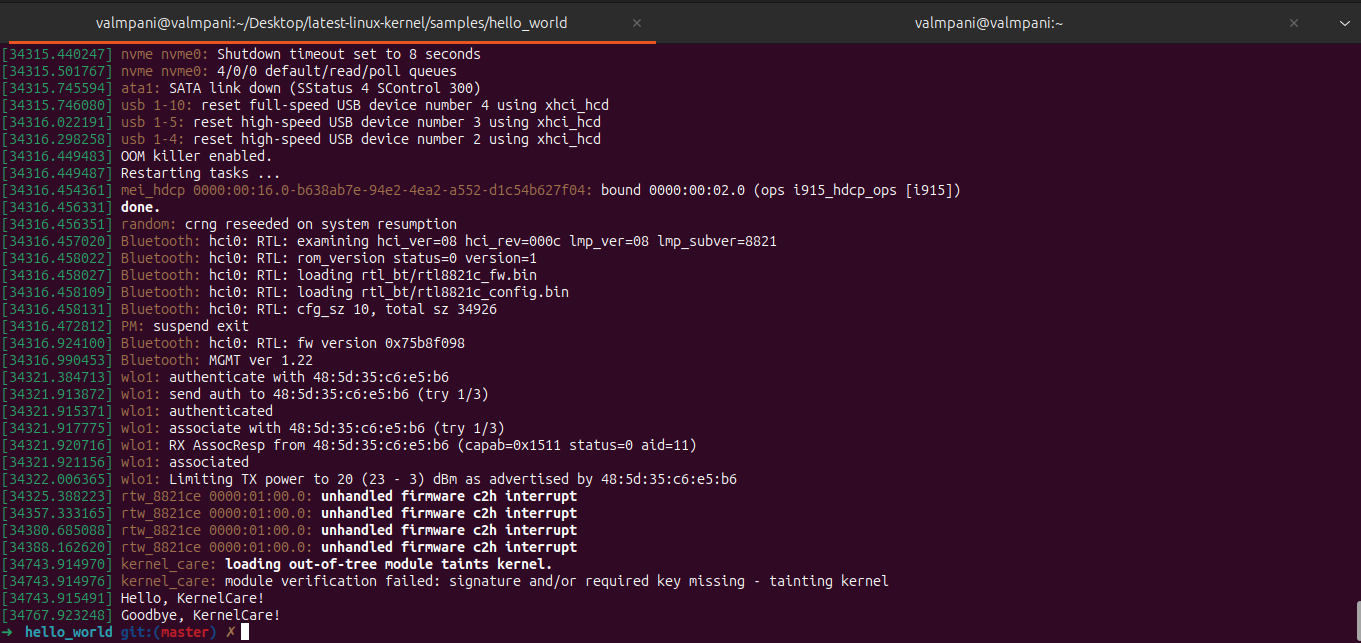 valmpani@valmpani:~/Desktop/latest-linux-kernel/samples/hello_world
valmpani@valmpani:~
[34315.440247] nvme nvme0: Shutdown timeout set to 8 seconds
[34315.501767] nvme nvme0: 4/0/0 default/read/poll queues
[34315.745594] ata1: SATA link down (SStatus 4 SControl 300)
[34315.746080] usb 1-10: reset full-speed USB device number 4 using xhci_hcd
[34316.022191] usb 1-5: reset high-speed USB device number 3 using xhci_hcd
[34316.298258] usb 1-4: reset high-speed USB device number 2 using xhci_hcd
[34316.449483] OOM killer enabled.
[34316.449487] Restarting tasks ...
[34316.454361] mei_hdcp 0000:00:16.0-b638ab7e-94e2-4ea2-a552-d1c54b627f04: bound 0000:00:02.0 (ops i915_hdcp_ops [i915])
[34316.456331] done.
[34316.456351] random: crng reseeded on system resumption
[34316.457020] Bluetooth: hci0: RTL: examining hci_ver=08 hci_rev=000c lmp_ver=08 lmp_subver=8821
[34316.458022] Bluetooth: hci0: RTL: rom_version status=0 version=1
[34316.458027] Bluetooth: hci0: RTL: loading rtl_bt/rtl8821c_fw.bin
[34316.458109] Bluetooth: hci0: RTL: loading rtl_bt/rtl8821c_config.bin
[34316.458131] Bluetooth: hci0: RTL: cfg_sz 10, total sz 34926
[34316.472812] PM: suspend exit
[34316.924100] Bluetooth: hci0: RTL: fw version 0x75b8f098
[34316.990453] Bluetooth: MGMT ver 1.22
[34321.384713] wlo1: authenticate with 48:5d:35:c6:e5:b6
[34321.913872] wlo1: send auth to 48:5d:35:c6:e5:b6 (try 1/3)
[34321.915371] wlo1: authenticated
[34321.917775] wlo1: associate with 48:5d:35:c6:e5:b6 (try 1/3)
[34321.920716] wlo1: RX AssocResp from 48:5d:35:c6:e5:b6 (capab=0x1511 status=0 aid=11)
[34321.921156] wlo1: associated
[34322.006365] wlo1: Limiting TX power to 20 (23 - 3) dBm as advertised by 48:5d:35:c6:e5:b6
[34325.388223] rtw_8821ce 0000:01:00.0: unhandled firmware c2h interrupt
[34357.333165] rtw_8821ce 0000:01:00.0: unhandled firmware c2h interrupt
[34380.685088] rtw_8821ce 0000:01:00.0: unhandled firmware c2h interrupt
[34388.162620] rtw_8821ce 0000:01:00.0: unhandled firmware c2h interrupt
[34743.914970] kernel_care: loading out-of-tree module taints kernel.
[34743.914976] kernel_care: module verification failed: signature and/or required key missing - tainting kernel
[34743.915491] Hello, KernelCare!
[34767.923248] Goodbye, KernelCare!
→ hello_world git:(master) ✗